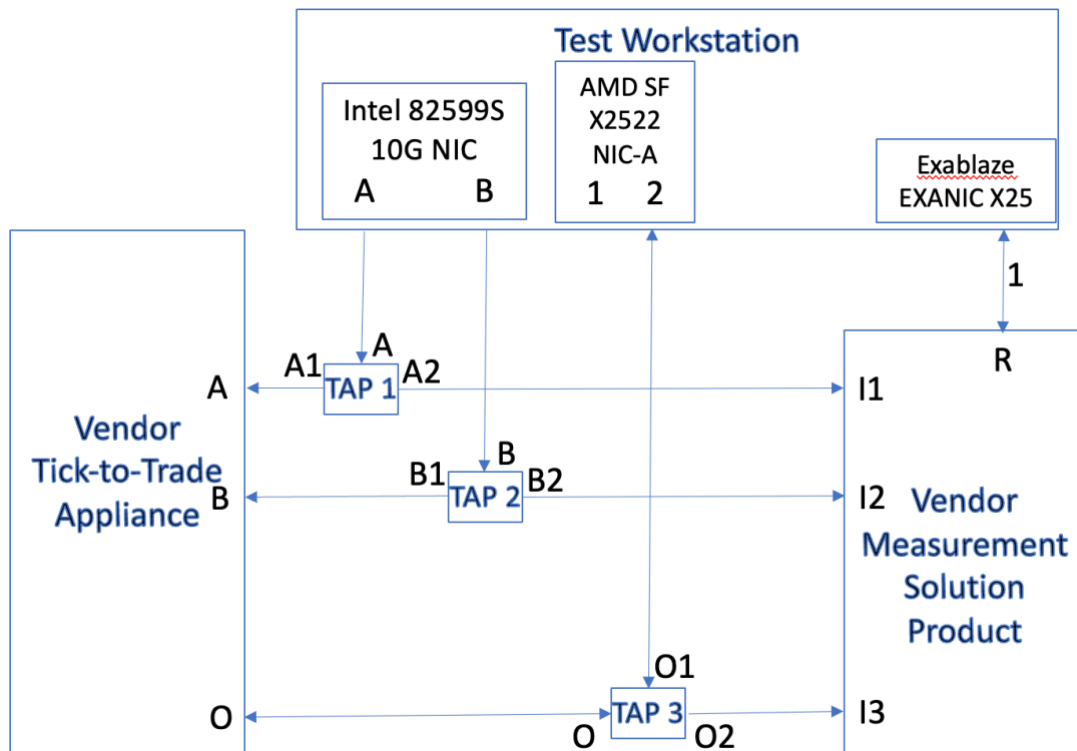 Test Workstation
Intel 82599S
10G NIC
A B
AMD SF
X2522
NIC-A
1 2
Exablaze
EXANIC X25
1
R
A
A1
TAP 1
A2
A
I1
Vendor
Tick-to-Trade
Appliance
B
B1
TAP 2
B2
B
I2
Vendor
Measurement
Solution
Product
O1
O
O
TAP 3
O2
I3